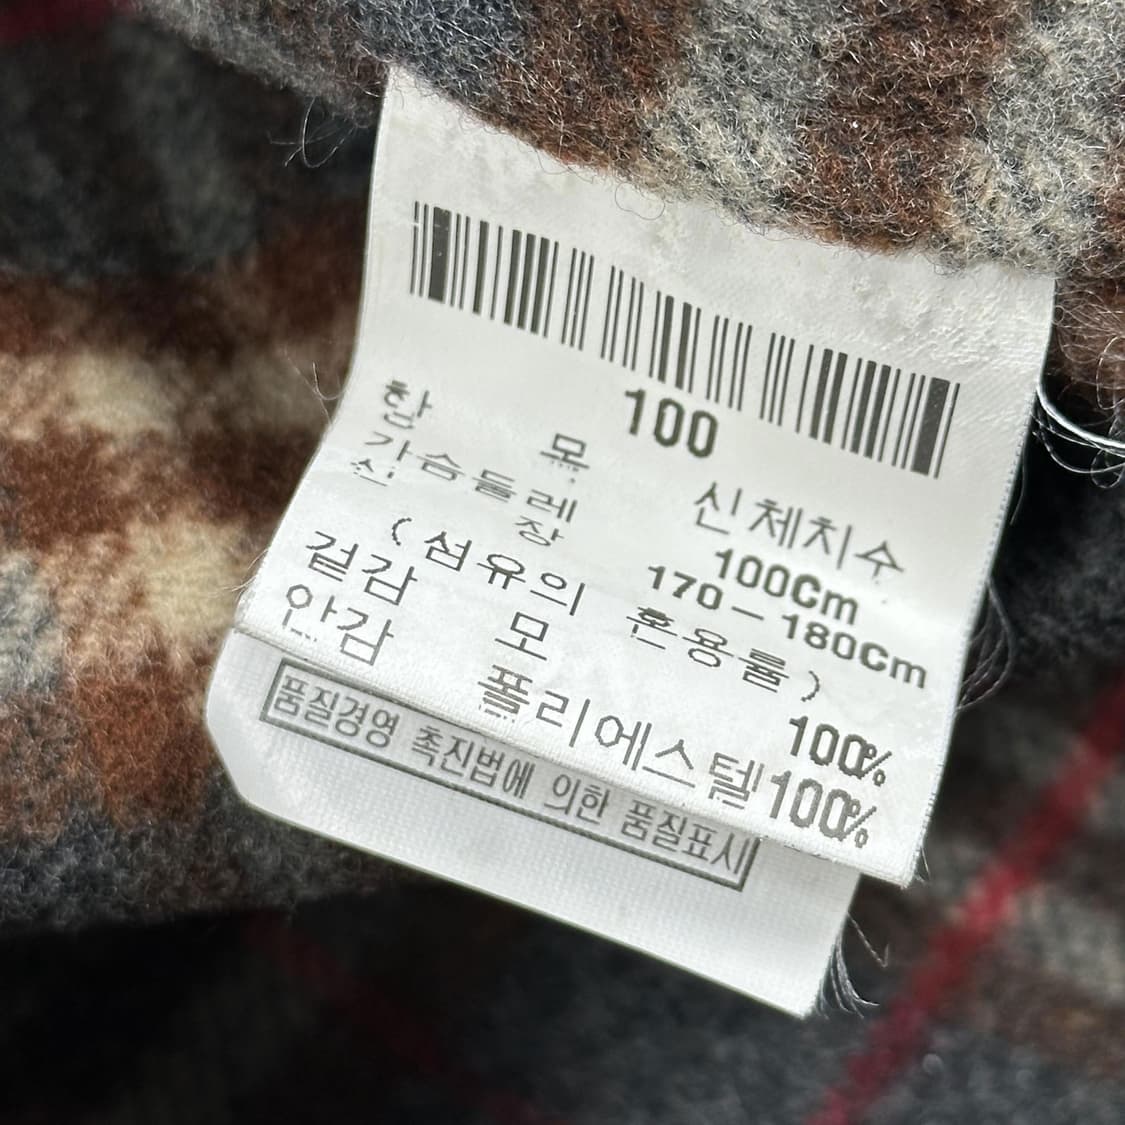 100
항 목 신체치수
가슴둘레 100Cm
신 장 170-180Cm
(섬유의 혼용률)
겉감 모 100%
안감 폴리에스텔 100%
품질경영 촉진법에 의한 품질표시